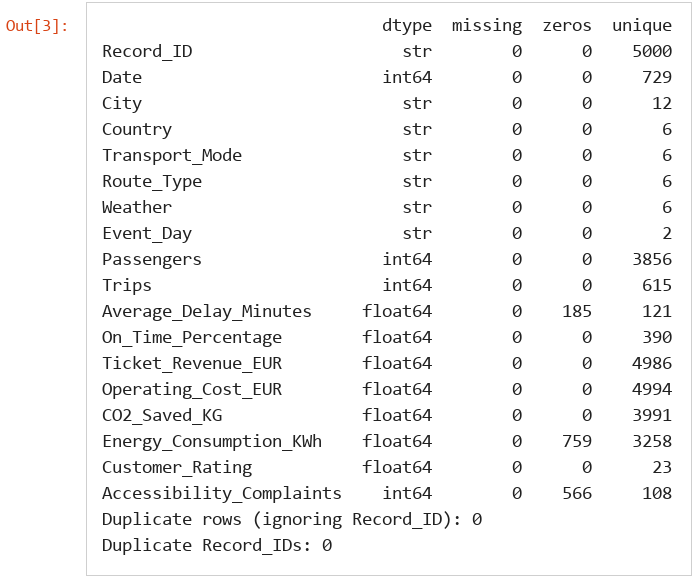 Out[3]:
dtype missing zeros unique
Record_ID str 0 0 5000
Date int64 0 0 729
City str 0 0 12
Country str 0 0 6
Transport_Mode str 0 0 6
Route_Type str 0 0 6
Weather str 0 0 6
Event_Day str 0 0 2
Passengers int64 0 0 3856
Trips int64 0 0 615
Average_Delay_Minutes float64 0 185 121
On_Time_Percentage float64 0 0 390
Ticket_Revenue_EUR float64 0 0 4986
Operating_Cost_EUR float64 0 0 4994
CO2_Saved_KG float64 0 0 3991
Energy_Consumption_KWh float64 0 759 3258
Customer_Rating float64 0 0 23
Accessibility_Complaints int64 0 566 108
Duplicate rows (ignoring Record_ID): 0
Duplicate Record_IDs: 0